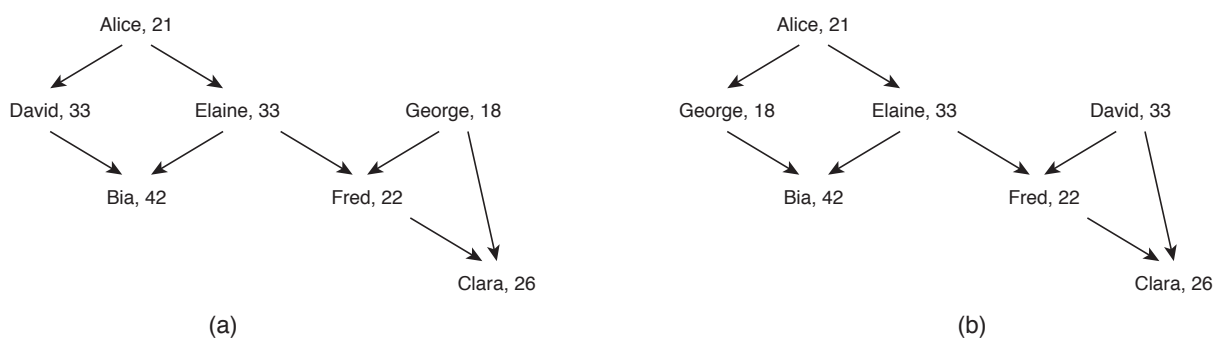 Alice, 21
David, 33
Elaine, 33
George, 18
Bia, 42
Fred, 22
Clara, 26
(a)
Alice, 21
George, 18
Elaine, 33
David, 33
Bia, 42
Fred, 22
Clara, 26
(b)